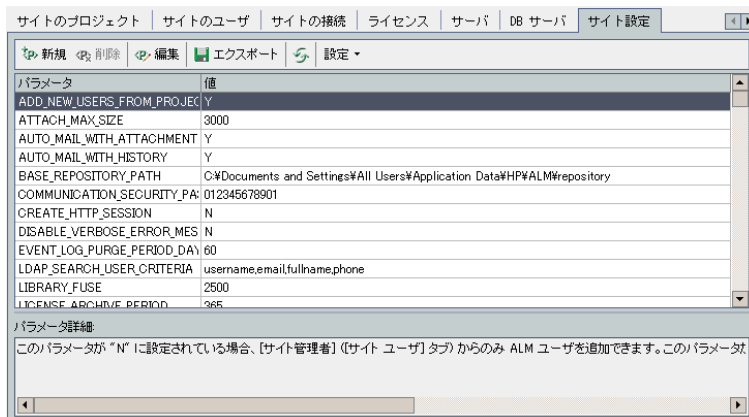 サイトのプロジェクト サイトのユーザ サイトの接続 ライセンス サーバ DB サーバ サイト設定
新規 削除 編集 エクスポート 設定
パラメータ 値
ADD_NEW_USERS_FROM_PROJEC Y
ATTACH_MAX_SIZE 3000
AUTO_MAIL_WITH_ATTACHMENT Y
AUTO_MAIL_WITH_HISTORY Y
BASE_REPOSITORY_PATH C:¥Documents and Settings¥All Users¥Application Data¥HP¥ALM¥repository
COMMUNICATION_SECURITY_PA 012345678901
CREATE_HTTP_SESSION N
DISABLE_VERBOSE_ERROR_MES N
EVENT_LOG_PURGE_PERIOD_DAY 60
LDAP_SEARCH_USER_CRITERIA username,email,fullname,phone
LIBRARY_FUSE 2500
LICENSE_ARCHIVE_PERIOD 365
パラメータ詳細:
このパラメータが "N" に設定されている場合、[サイト管理者] ([サイト ユーザ] タブ) からのみ ALM ユーザを追加できます。このパラメータが